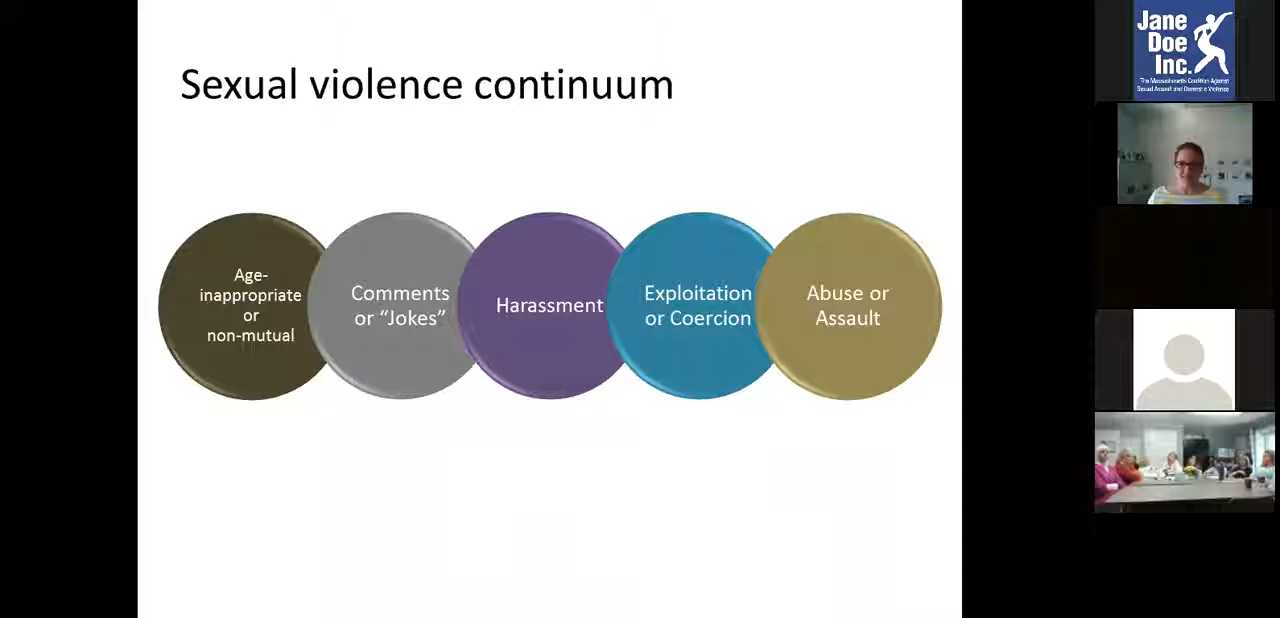 Sexual violence continuum
Age-
inappropriate
or
non-mutual
Comments
or “Jokes”
Harassment
Exploitation
or Coercion
Abuse or
Assault
Jane
Doe
Inc.
The Massachusetts Coalition Against
Sexual Assault and Domestic Violence